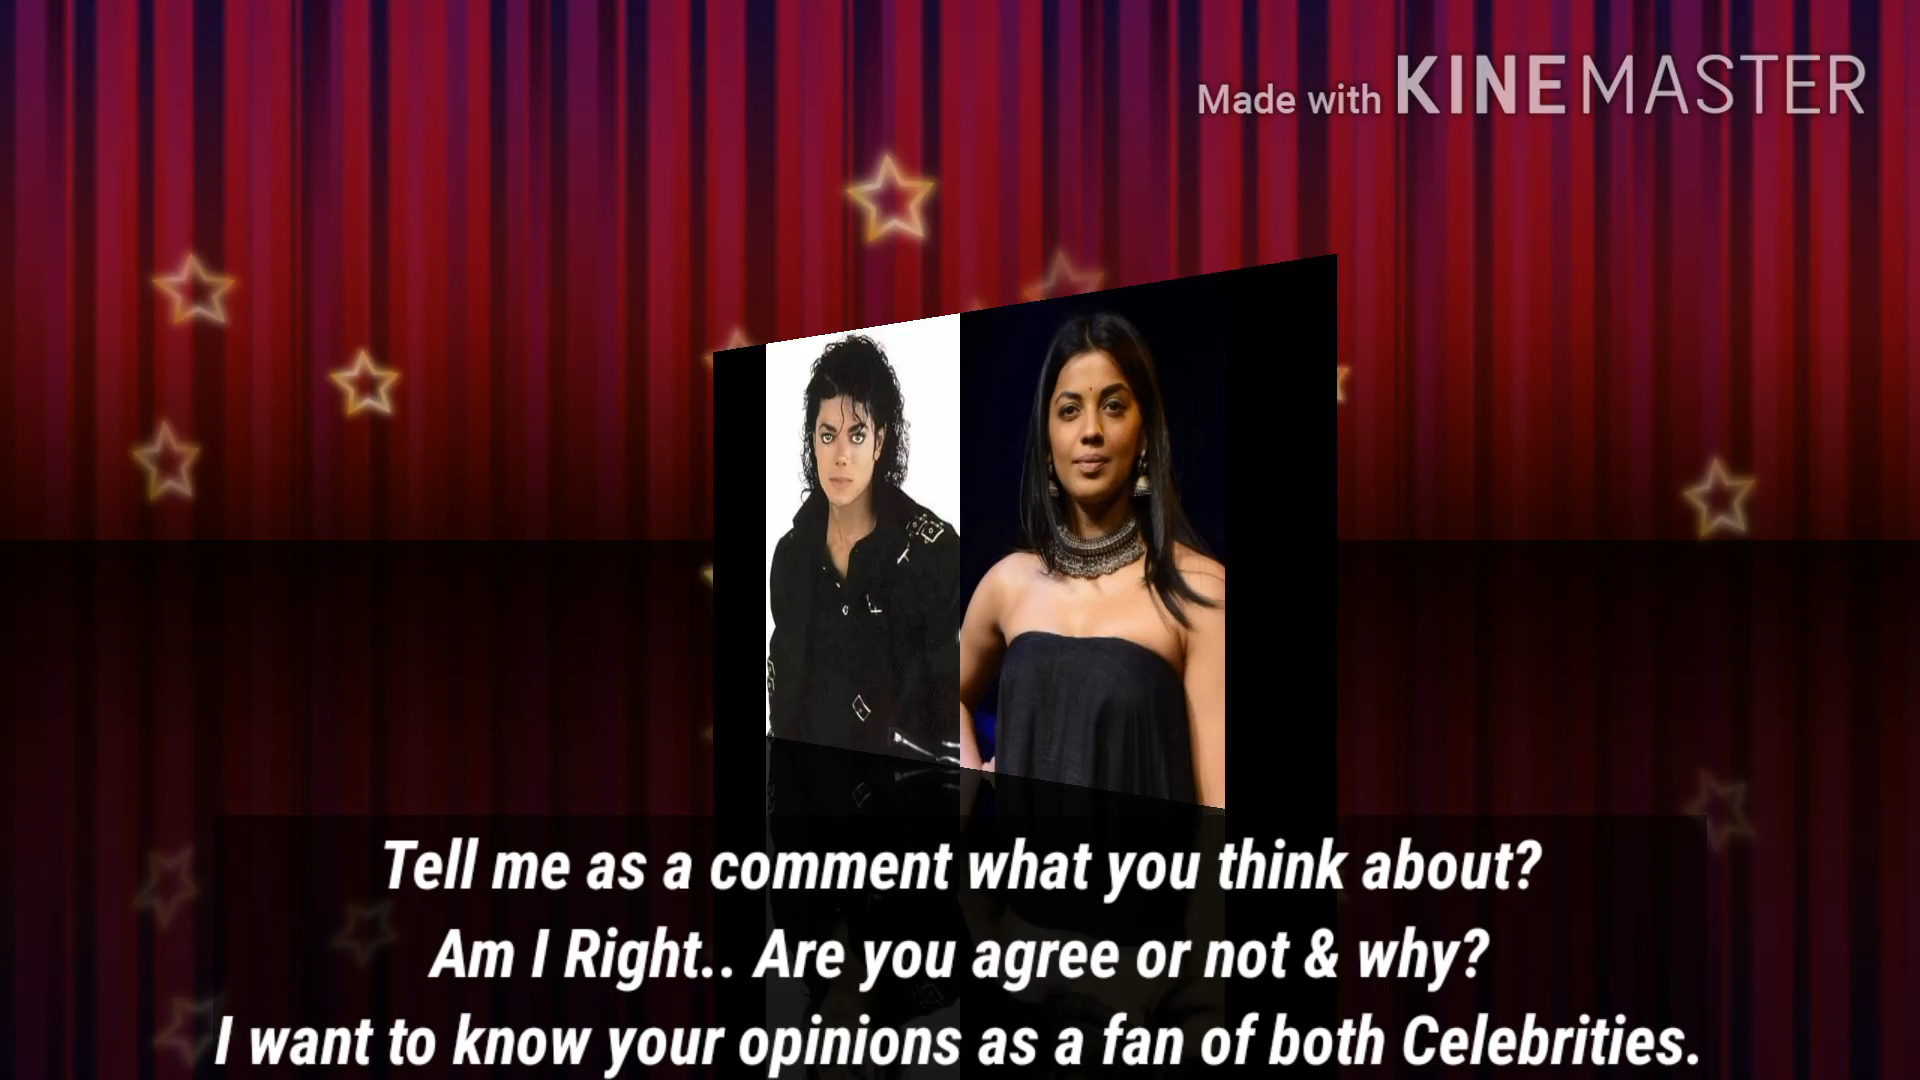 Made with KINEMASTER
Tell me as a comment what you think about?
Am I Right.. Are you agree or not & why?
I want to know your opinions as a fan of both Celebrities.